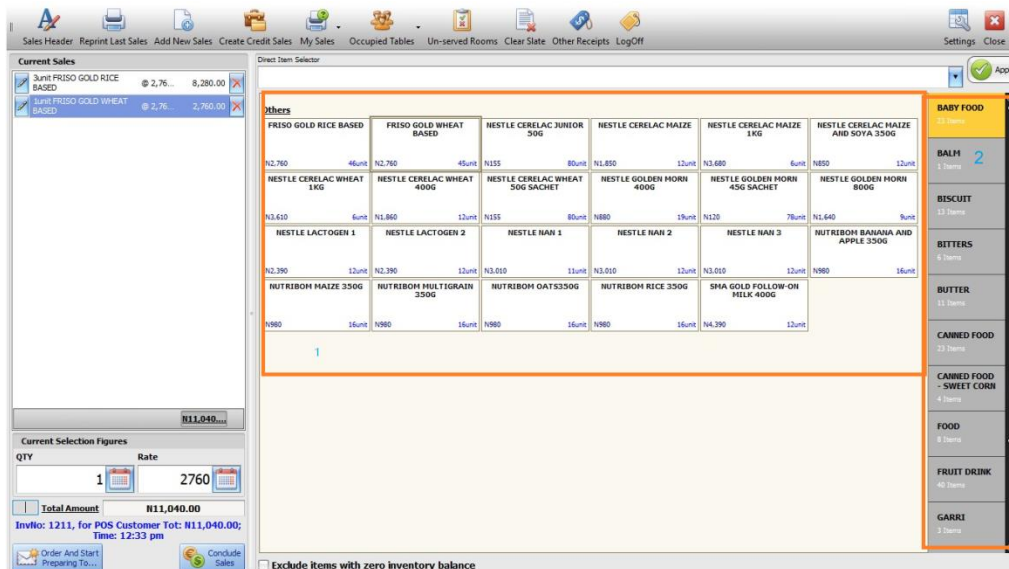 Sales Header Reprint Last Sales Add New Sales Create Credit Sales My Sales Occupied Tables Un-served Rooms Clear Slate Other Receipts LogOff Settings Close
Current Sales
3unit FRISO GOLD RICE BASED @ 2,76... 8,280.00
1unit FRISO GOLD WHEAT BASED @ 2,76... 2,760.00
N11,040....
Current Selection Figures
QTY Rate
1 2760
Total Amount N11,040.00
InvNo: 1211, for POS Customer Tot: N11,040.00;
Time: 12:33 pm
Order And Start
Preparing To...
Conclude
Sales
Direct Item Selector
App
Others
FRISO GOLD RICE BASED
N2,760 46unit
FRISO GOLD WHEAT
BASED
N2,760 45unit
NESTLE CERELAC JUNIOR
50G
N155 80unit
NESTLE CERELAC MAIZE
N1,850 12unit
NESTLE CERELAC MAIZE
1KG
N3,680 6unit
NESTLE CERELAC MAIZE
AND SOYA 350G
N850 12unit
NESTLE CERELAC WHEAT
1KG
N3,610 6unit
NESTLE CERELAC WHEAT
400G
N1,860 12unit
NESTLE CERELAC WHEAT
50G SACHET
N155 80unit
NESTLE GOLDEN MORN
400G
N880 19unit
NESTLE GOLDEN MORN
45G SACHET
N120 78unit
NESTLE GOLDEN MORN
800G
N1,640 9unit
NESTLE LACTOGEN 1
N2,390 12unit
NESTLE LACTOGEN 2
N2,390 12unit
NESTLE NAN 1
N3,010 11unit
NESTLE NAN 2
N3,010 12unit
NESTLE NAN 3
N3,010 12unit
NUTRIBOM BANANA AND
APPLE 350G
N980 16unit
NUTRIBOM MAIZE 350G
N980 16unit
NUTRIBOM MULTIGRAIN
350G
N980 16unit
NUTRIBOM OATS350G
N980 16unit
NUTRIBOM RICE 350G
N980 16unit
SMA GOLD FOLLOW-ON
MILK 400G
N4,390 12unit
1
Exclude items with zero inventory balance
BABY FOOD
23 Items
BALM
1 Items
2
BISCUIT
13 Items
BITTERS
6 Items
BUTTER
11 Items
CANNED FOOD
23 Items
CANNED FOOD
- SWEET CORN
4 Items
FOOD
8 Items
FRUIT DRINK
40 Items
GARRI
3 Items